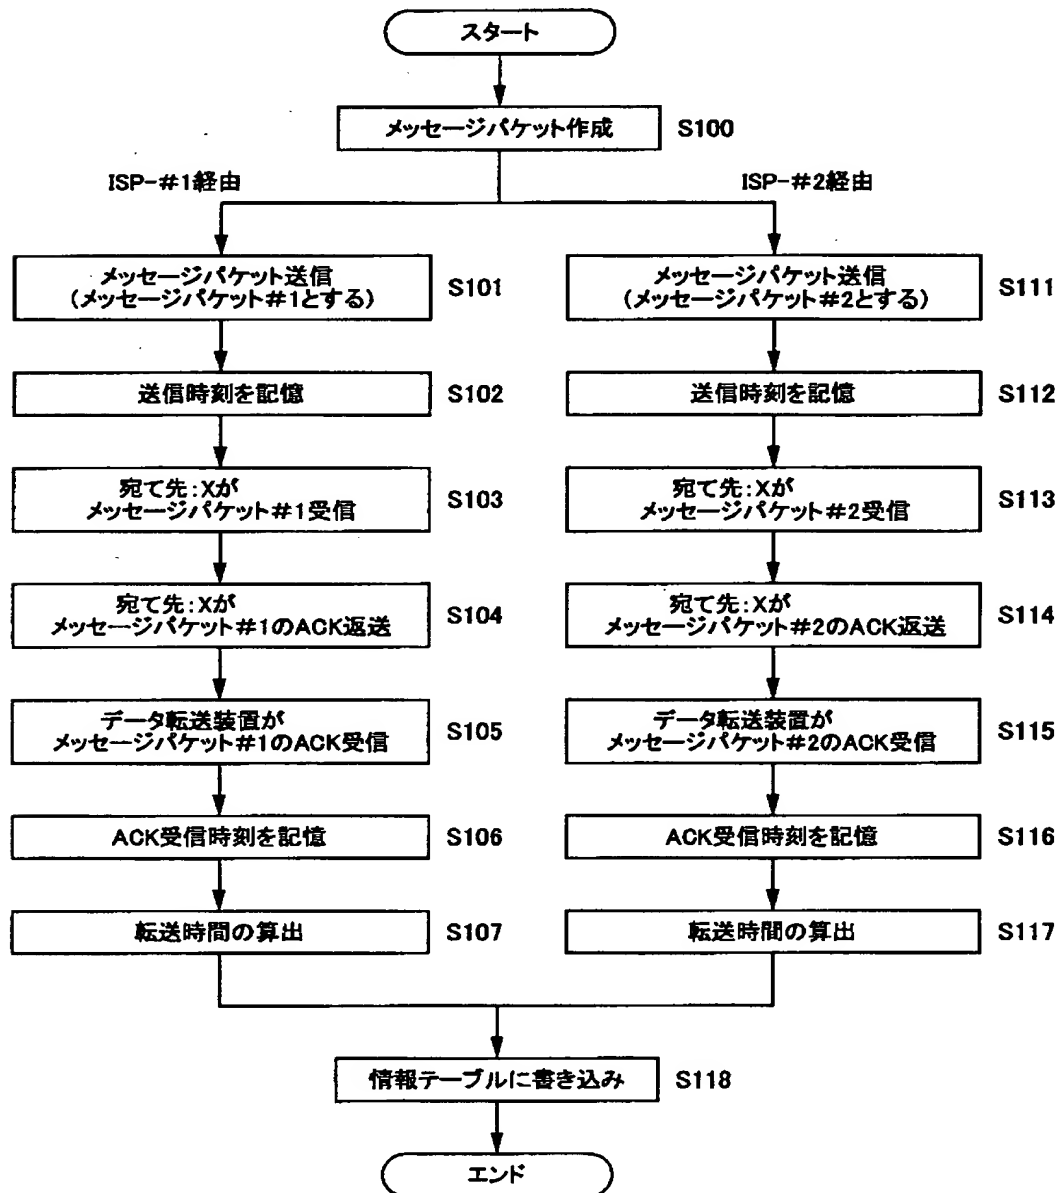 スタート
メッセージパケット作成 S100
ISP-#1経由
ISP-#2経由
メッセージパケット送信
(メッセージパケット#1とする) S101
メッセージパケット送信
(メッセージパケット#2とする) S111
送信時刻を記憶 S102
送信時刻を記憶 S112
宛て先:Xが
メッセージパケット#1受信 S103
宛て先:Xが
メッセージパケット#2受信 S113
宛て先:Xが
メッセージパケット#1のACK返送 S104
宛て先:Xが
メッセージパケット#2のACK返送 S114
データ転送装置が
メッセージパケット#1のACK受信 S105
データ転送装置が
メッセージパケット#2のACK受信 S115
ACK受信時刻を記憶 S106
ACK受信時刻を記憶 S116
転送時間の算出 S107
転送時間の算出 S117
情報テーブルに書き込み S118
エンド